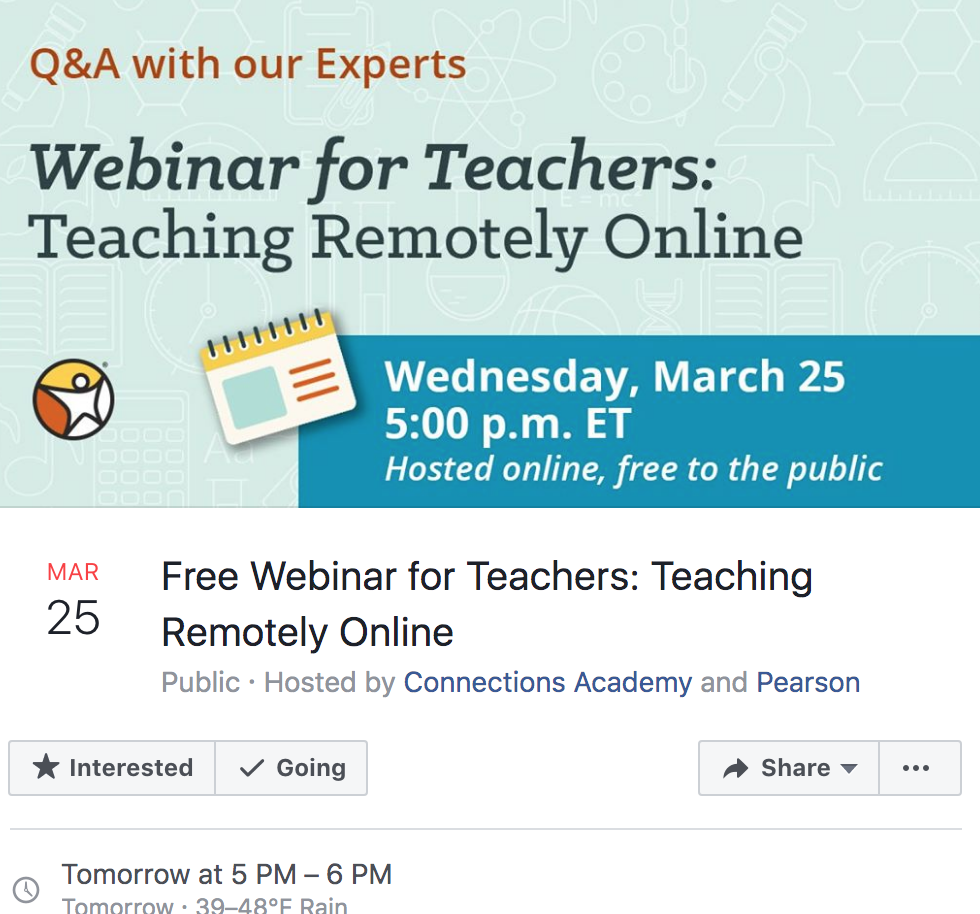 Q&A with our Experts
Webinar for Teachers:
Teaching Remotely Online
Wednesday, March 25
5:00 p.m. ET
Hosted online, free to the public
MAR
25
Free Webinar for Teachers: Teaching
Remotely Online
Public · Hosted by Connections Academy and Pearson
Interested
Going
Share
Tomorrow at 5 PM – 6 PM
Tomorrow · 39–48°F Rain
E = mc²
Aa